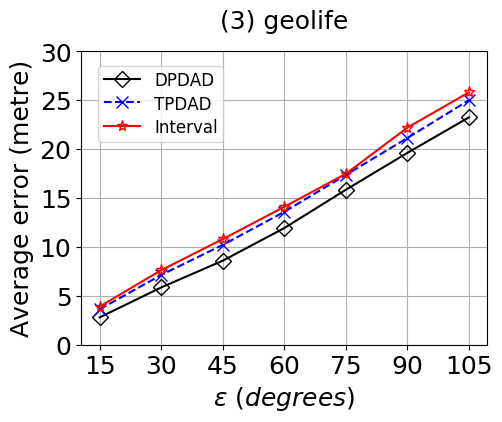 (3) geolife
Average error (metre)
30
25
20
15
10
5
0
DPDAD
TPDAD
Interval
15 30 45 60 75 90 105
ε (degrees)